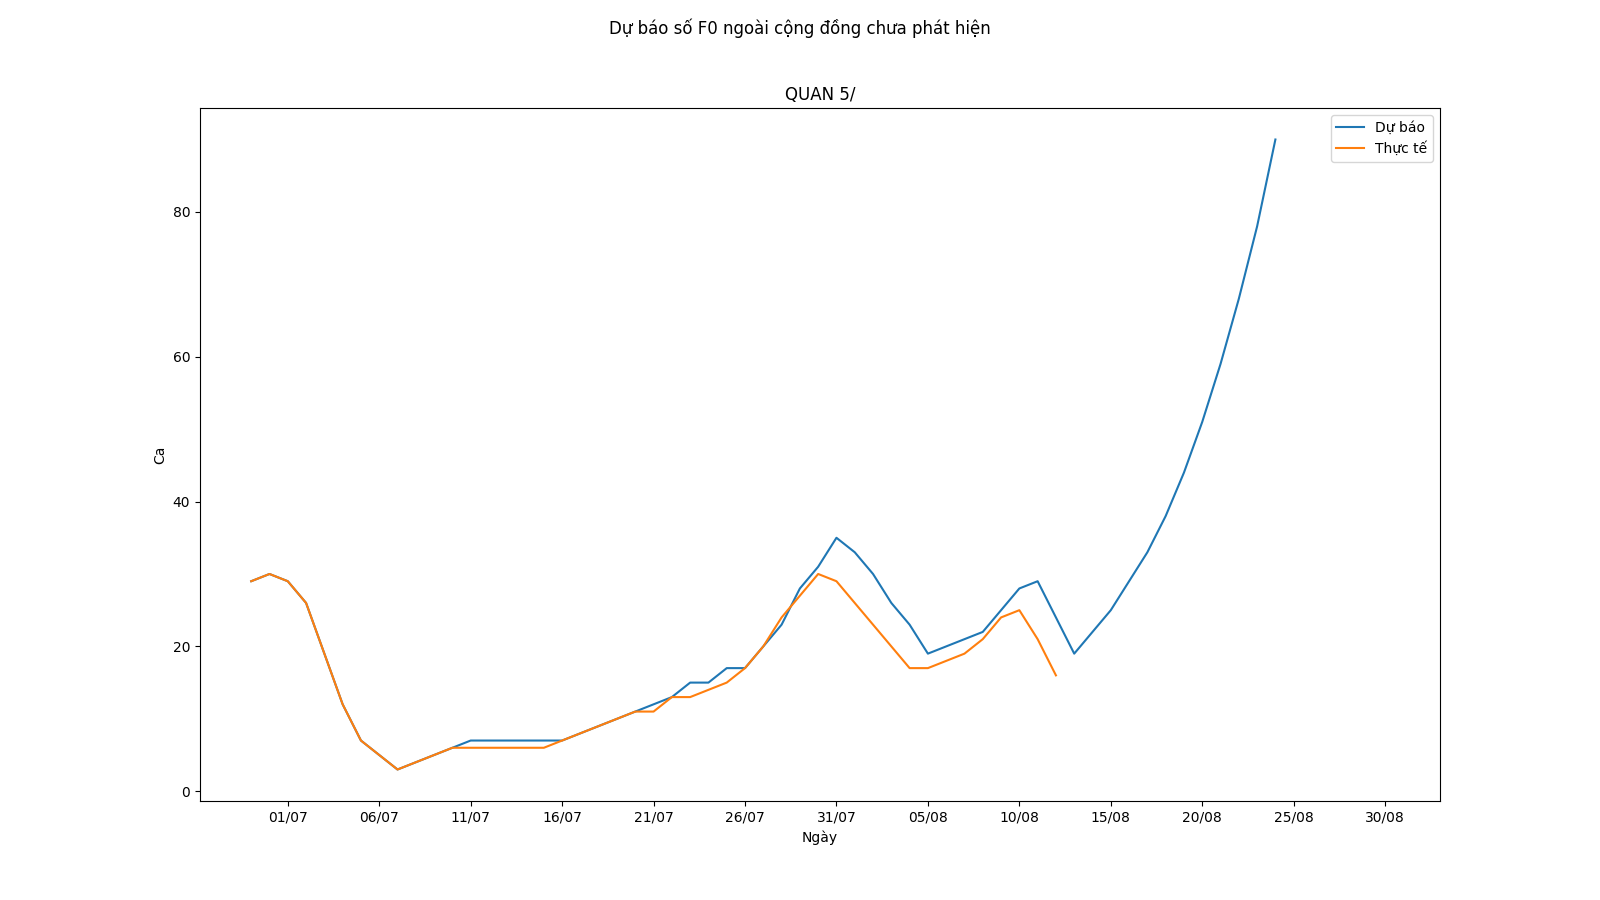 Dự báo số F0 ngoài cộng đồng chưa phát hiện
QUAN 5/
Dự báo
Thực tế
80
60
40
20
0
Ca
01/07 06/07 11/07 16/07 21/07 26/07 31/07 05/08 10/08 15/08 20/08 25/08 30/08
Ngày